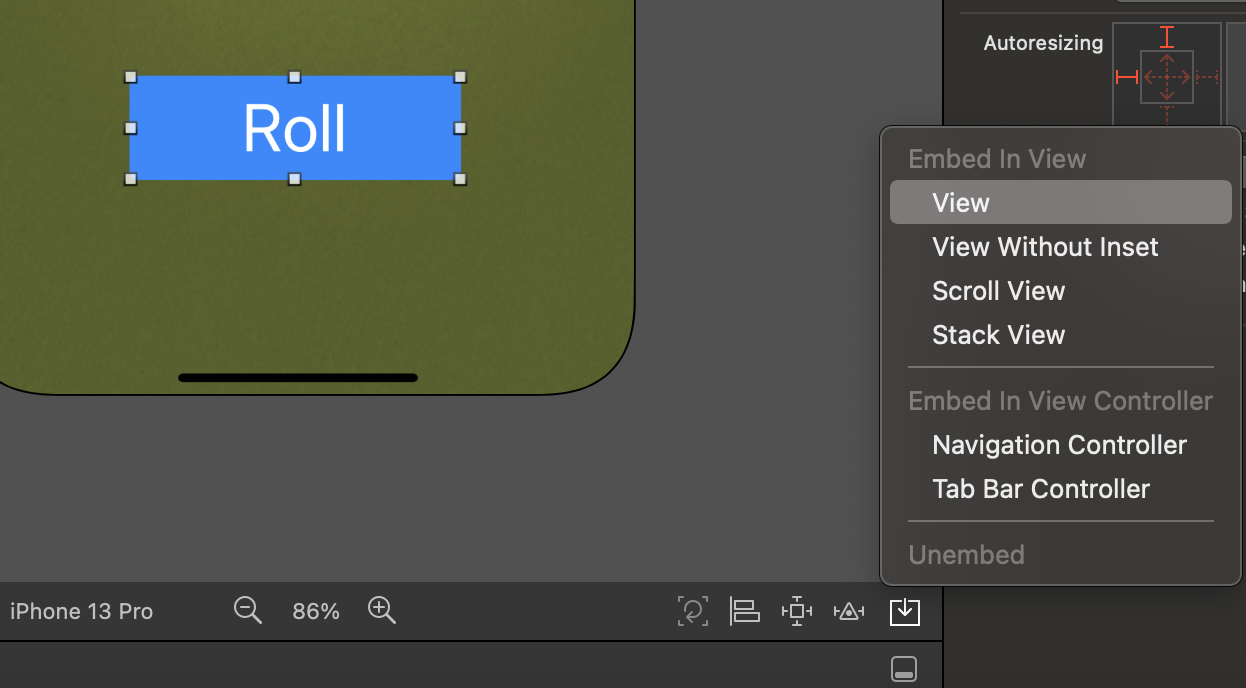 Autoresizing
Roll
Embed In View
View
View Without Inset
Scroll View
Stack View
Embed In View Controller
Navigation Controller
Tab Bar Controller
Unembed
iPhone 13 Pro
86%